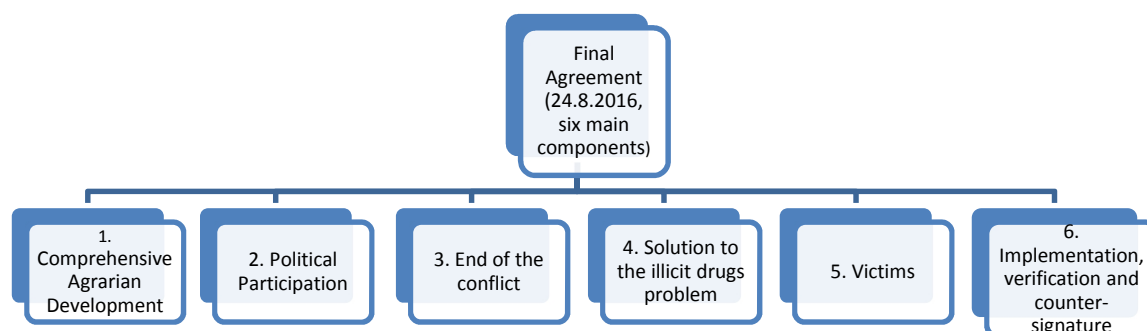 Final
Agreement
(24.8.2016,
six main
components)
1.
Comprehensive
Agrarian
Development
2. Political
Participation
3. End of the
conflict
4. Solution to
the illicit drugs
problem
5. Victims
6.
Implementation,
verification and
counter-
signature